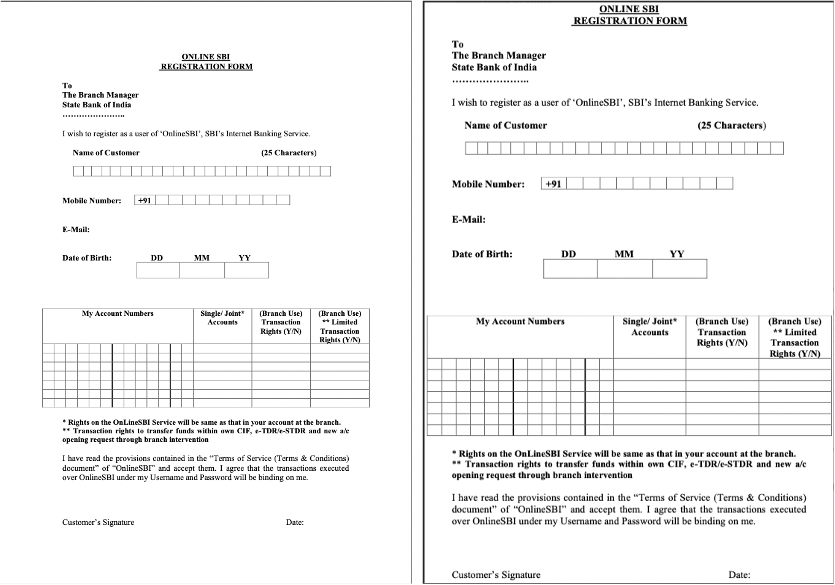 ONLINE SBI
REGISTRATION FORM
To
The Branch Manager
State Bank of India
........................
I wish to register as a user of ‘OnlineSBI’, SBI’s Internet Banking Service.
Name of Customer (25 Characters)
Mobile Number: +91
E-Mail:
Date of Birth: DD MM YY
My Account Numbers Single/ Joint* Accounts (Branch Use) Transaction Rights (Y/N) (Branch Use) ** Limited Transaction Rights (Y/N)
* Rights on the OnLineSBI Service will be same as that in your account at the branch.
** Transaction rights to transfer funds within own CIF, e-TDR/e-STDR and new a/c
opening request through branch intervention
I have read the provisions contained in the “Terms of Service (Terms & Conditions)
document” of “OnlineSBI” and accept them. I agree that the transactions executed
over OnlineSBI under my Username and Password will be binding on me.
Customer’s Signature Date:
ONLINE SBI
REGISTRATION FORM
To
The Branch Manager
State Bank of India
........................
I wish to register as a user of ‘OnlineSBI’, SBI’s Internet Banking Service.
Name of Customer (25 Characters)
Mobile Number: +91
E-Mail:
Date of Birth: DD MM YY
My Account Numbers Single/ Joint* Accounts (Branch Use) Transaction Rights (Y/N) (Branch Use) ** Limited Transaction Rights (Y/N)
* Rights on the OnLineSBI Service will be same as that in your account at the branch.
** Transaction rights to transfer funds within own CIF, e-TDR/e-STDR and new a/c
opening request through branch intervention
I have read the provisions contained in the “Terms of Service (Terms & Conditions)
document” of “OnlineSBI” and accept them. I agree that the transactions executed
over OnlineSBI under my Username and Password will be binding on me.
Customer’s Signature Date: